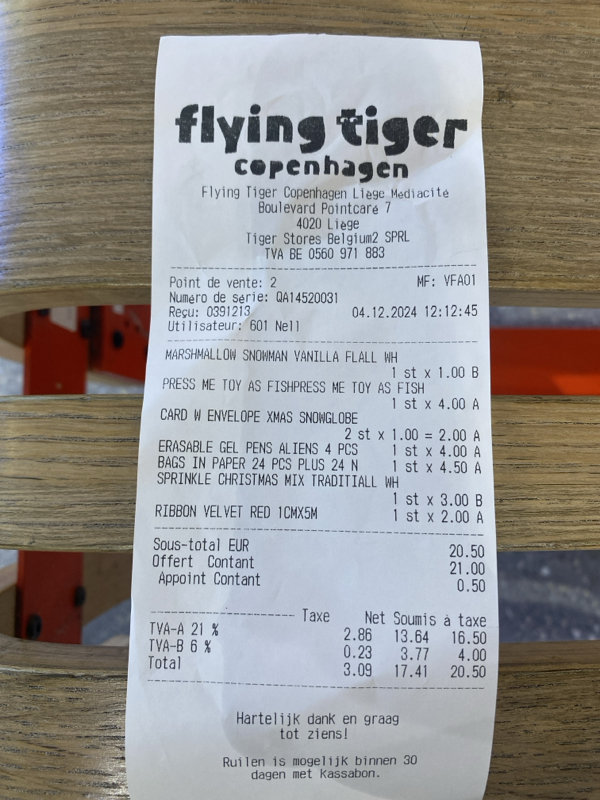 flying tiger
copenhagen
Flying Tiger Copenhagen Liège Médiacité
Boulevard Pointcaré 7
4020 Liège
Tiger Stores Belgium2 SPRL
TVA BE 0560 971 883
Point de vente: 2 MF: VFA01
Numéro de série: QA14520031
Reçu: 0391213 04.12.2024 12:12:45
Utilisateur: 601 Nell
MARSHMALLOW SNOWMAN VANILLA FLALL WH
1 st x 1.00 B
PRESS ME TOY AS FISHPRESS ME TOY AS FISH
1 st x 4.00 A
CARD W ENVELOPE XMAS SNOWGLOBE
2 st x 1.00 = 2.00 A
ERASABLE GEL PENS ALIENS 4 PCS 1 st x 4.00 A
BAGS IN PAPER 24 PCS PLUS 24 N 1 st x 4.50 A
SPRINKLE CHRISTMAS MIX TRADITIALL WH
1 st x 3.00 B
RIBBON VELVET RED 1CMX5M 1 st x 2.00 A
Sous-total EUR 20.50
Offert Contant 21.00
Appoint Contant 0.50
Taxe Net Soumis à taxe
TVA-A 21 % 2.86 13.64 16.50
TVA-B 6 % 0.23 3.77 4.00
Total 3.09 17.41 20.50
Hartelijk dank en graag
tot ziens!
Ruilen is mogelijk binnen 30
dagen met kassabon.